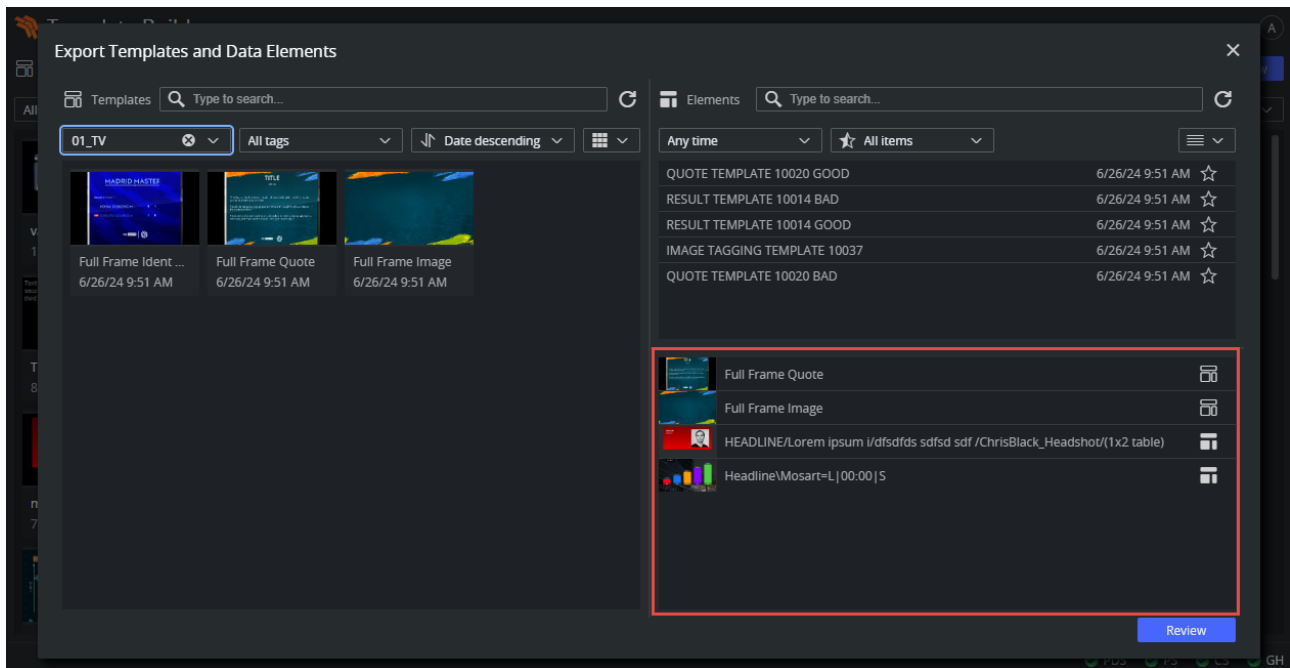 Export Templates and Data Elements
Templates
Type to search...
01_TV
All tags
Date descending
MADRID MASTER
TITLE
Full Frame Ident ...
6/26/24 9:51 AM
Full Frame Quote
6/26/24 9:51 AM
Full Frame Image
6/26/24 9:51 AM
Elements
Type to search...
Any time
All items
QUOTE TEMPLATE 10020 GOOD 6/26/24 9:51 AM
RESULT TEMPLATE 10014 BAD 6/26/24 9:51 AM
RESULT TEMPLATE 10014 GOOD 6/26/24 9:51 AM
IMAGE TAGGING TEMPLATE 10037 6/26/24 9:51 AM
QUOTE TEMPLATE 10020 BAD 6/26/24 9:51 AM
Full Frame Quote
Full Frame Image
HEADLINE/Lorem ipsum i/dfsdfds sdfsd sdf /ChrisBlack_Headshot/(1x2 table)
Headline\Mosart=L|00:00|S
Review
A
All
GH